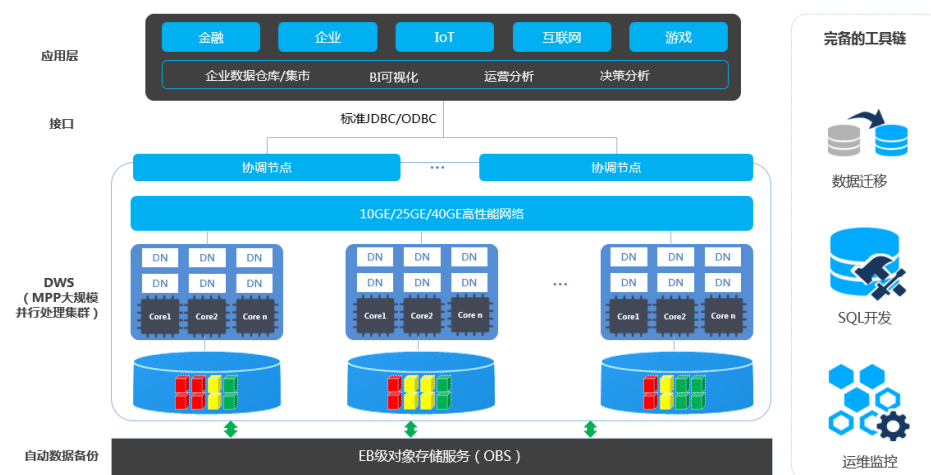 应用层
金融
企业
IoT
互联网
游戏
企业数据仓库/集市
BI可视化
运营分析
决策分析
接口
标准JDBC/ODBC
协调节点
...
协调节点
10GE/25GE/40GE高性能网络
DWS
（MPP大规模
并行处理集群）
DN DN DN
DN DN DN
Core1 Core2 Core n
DN DN DN
DN DN DN
Core1 Core2 Core n
...
DN DN DN
DN DN DN
Core1 Core2 Core n
自动数据备份
EB级对象存储服务（OBS）
完备的工具链
数据迁移
SQL开发
运维监控